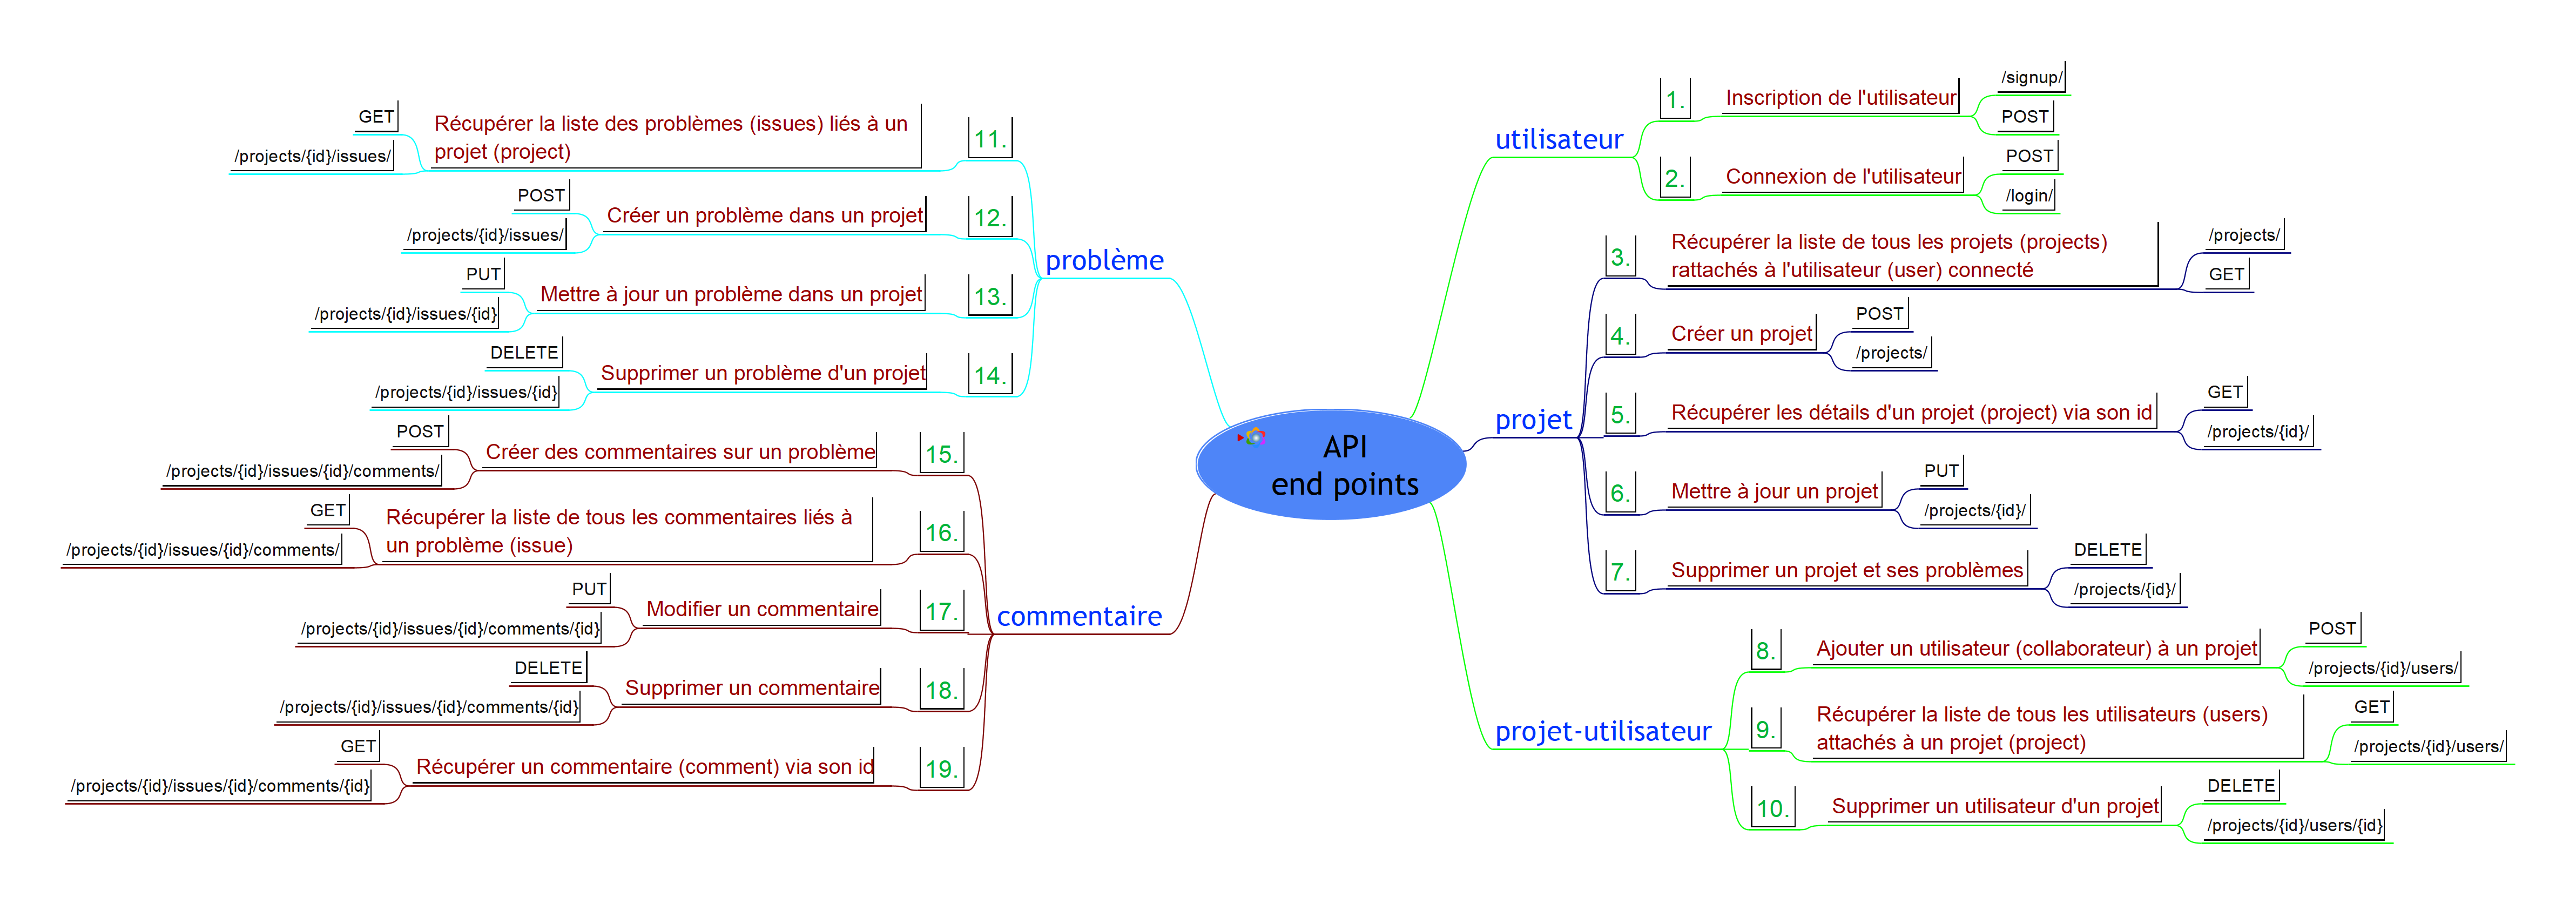 API
end points
utilisateur
1.
Inscription de l'utilisateur
/signup/
POST
2.
Connexion de l'utilisateur
POST
/login/
projet
3.
Récupérer la liste de tous les projets (projects)
rattachés à l'utilisateur (user) connecté
/projects/
GET
4.
Créer un projet
POST
/projects/
5.
Récupérer les détails d'un projet (project) via son id
GET
/projects/{id}/
6.
Mettre à jour un projet
PUT
/projects/{id}/
7.
Supprimer un projet et ses problèmes
DELETE
/projects/{id}/
projet-utilisateur
8.
Ajouter un utilisateur (collaborateur) à un projet
POST
/projects/{id}/users/
9.
Récupérer la liste de tous les utilisateurs (users)
attachés à un projet (project)
GET
/projects/{id}/users/
10.
Supprimer un utilisateur d'un projet
DELETE
/projects/{id}/users/{id}
problème
11.
Récupérer la liste des problèmes (issues) liés à un
projet (project)
GET
/projects/{id}/issues/
12.
Créer un problème dans un projet
POST
/projects/{id}/issues/
13.
Mettre à jour un problème dans un projet
PUT
/projects/{id}/issues/{id}
14.
Supprimer un problème d'un projet
DELETE
/projects/{id}/issues/{id}
commentaire
15.
Créer des commentaires sur un problème
POST
/projects/{id}/issues/{id}/comments/
16.
Récupérer la liste de tous les commentaires liés à
un problème (issue)
GET
/projects/{id}/issues/{id}/comments/
17.
Modifier un commentaire
PUT
/projects/{id}/issues/{id}/comments/{id}
18.
Supprimer un commentaire
DELETE
/projects/{id}/issues/{id}/comments/{id}
19.
Récupérer un commentaire (comment) via son id
GET
/projects/{id}/issues/{id}/comments/{id}